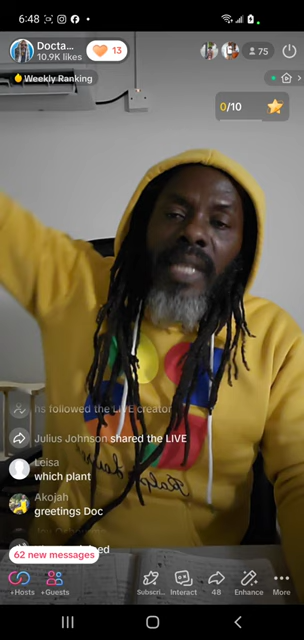 6:48
Docta...
10.9K likes
13
75
Weekly Ranking
0/10
hs followed the LIVE creator
Julius Johnson shared the LIVE
Leisa
which plant
Akojah
greetings Doc
62 new messages
+Hosts
+Guests
Subscri...
Interact
48
Enhance
More